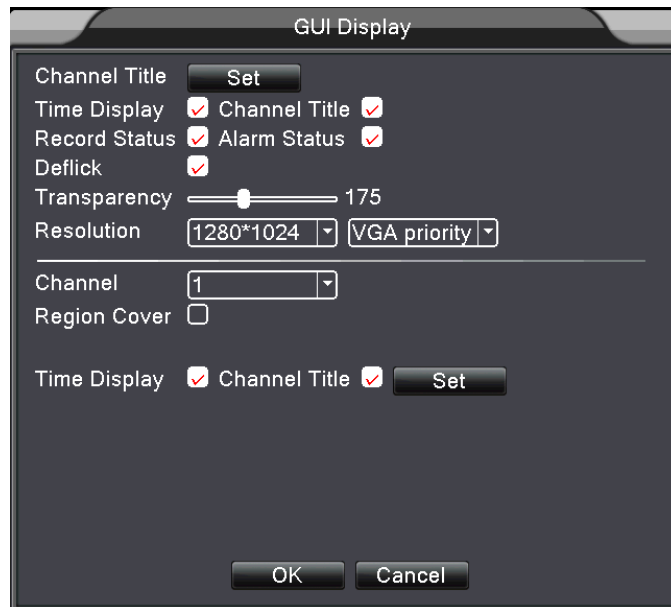 GUI Display
Channel Title Set
Time Display Channel Title
Record Status Alarm Status
Deflick
Transparency 175
Resolution 1280*1024 VGA priority
Channel 1
Region Cover
Time Display Channel Title Set
OK Cancel